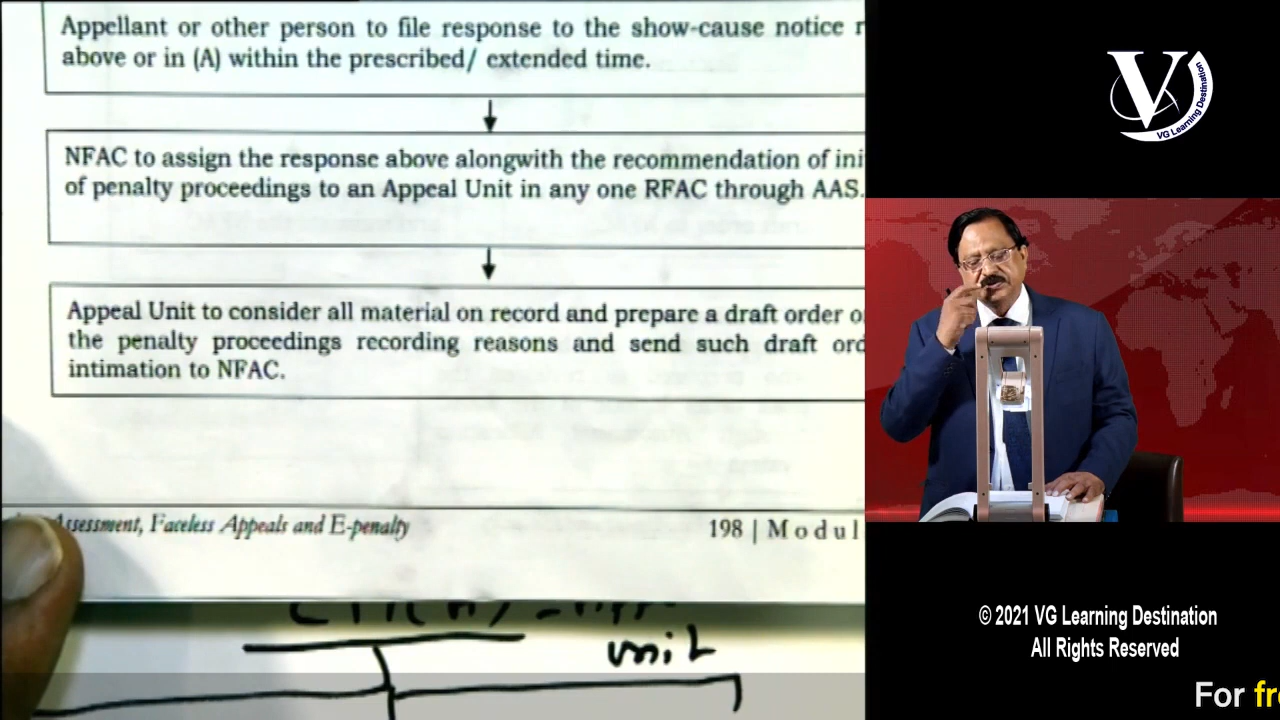 Appellant or other person to file response to the show-cause notice
above or in (A) within the prescribed/ extended time.
NFAC to assign the response above alongwith the recommendation of
of penalty proceedings to an Appeal Unit in any one RFAC through AAS.
Appeal Unit to consider all material on record and prepare a draft order
the penalty proceedings recording reasons and send such draft
intimation to NFAC.
Assessment, Faceless Appeals and E-penalty
198 | Modul
unit
V
VG Learning Destination
© 2021 VG Learning Destination
All Rights Reserved
For